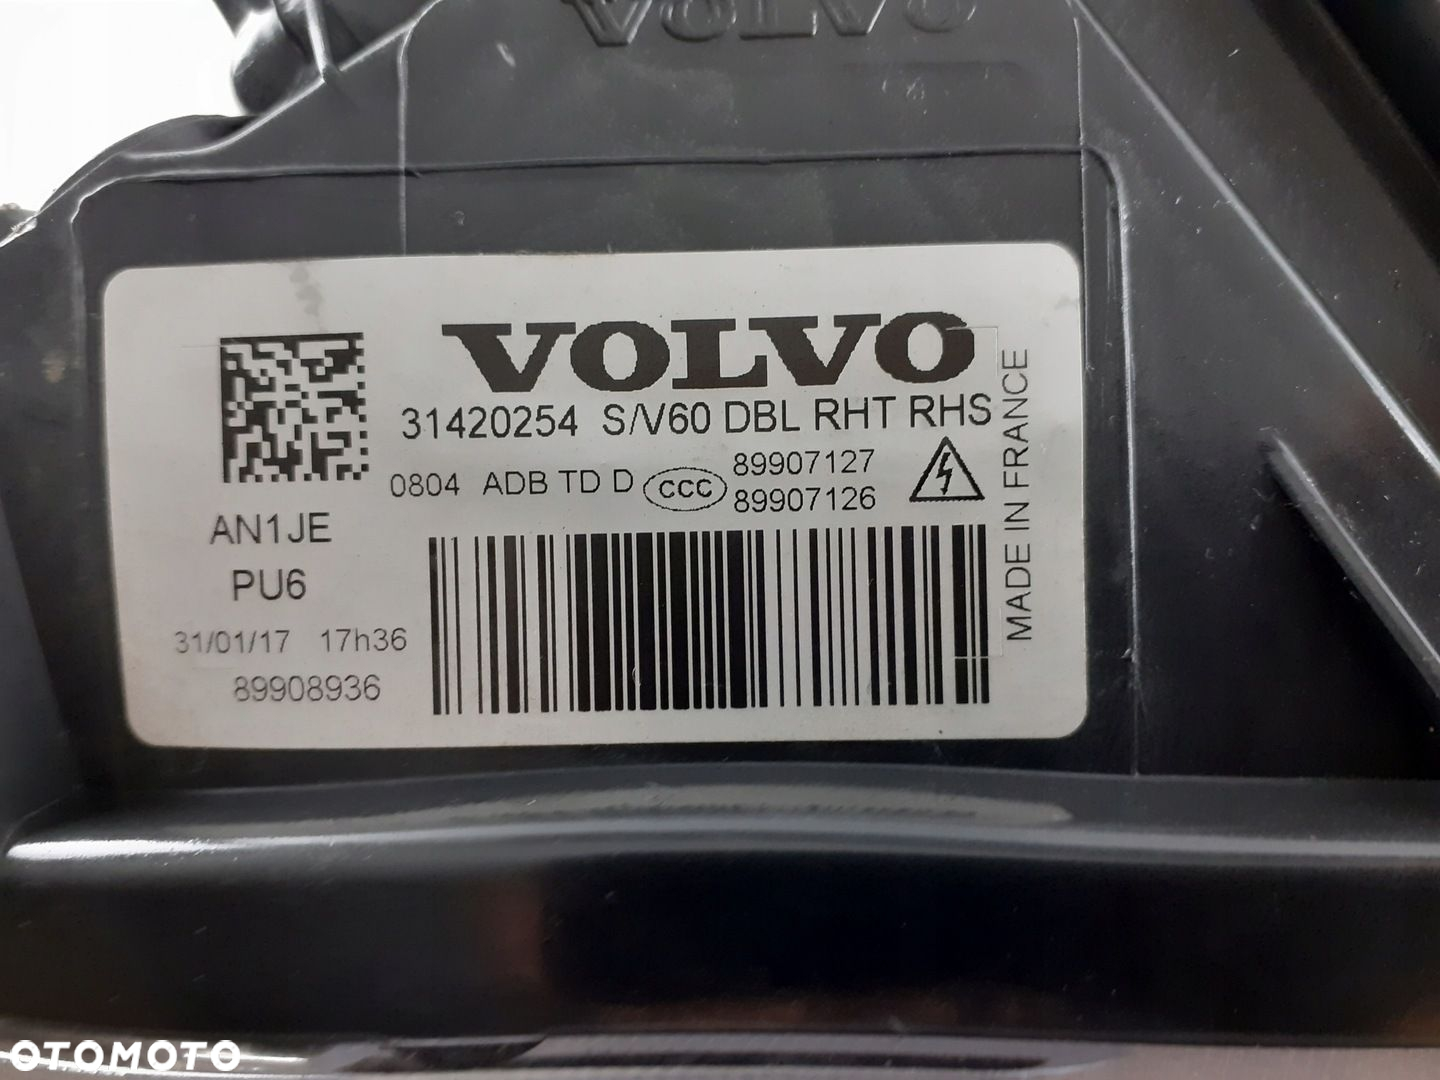 VOLVO
VOLVO
31420254 S/V60 DBL RHT RHS
0804 ADB TD D CCC 89907127
89907126
AN1JE
PU6
31/01/17 17h36
89908936
MADE IN FRANCE
OTOMOTO